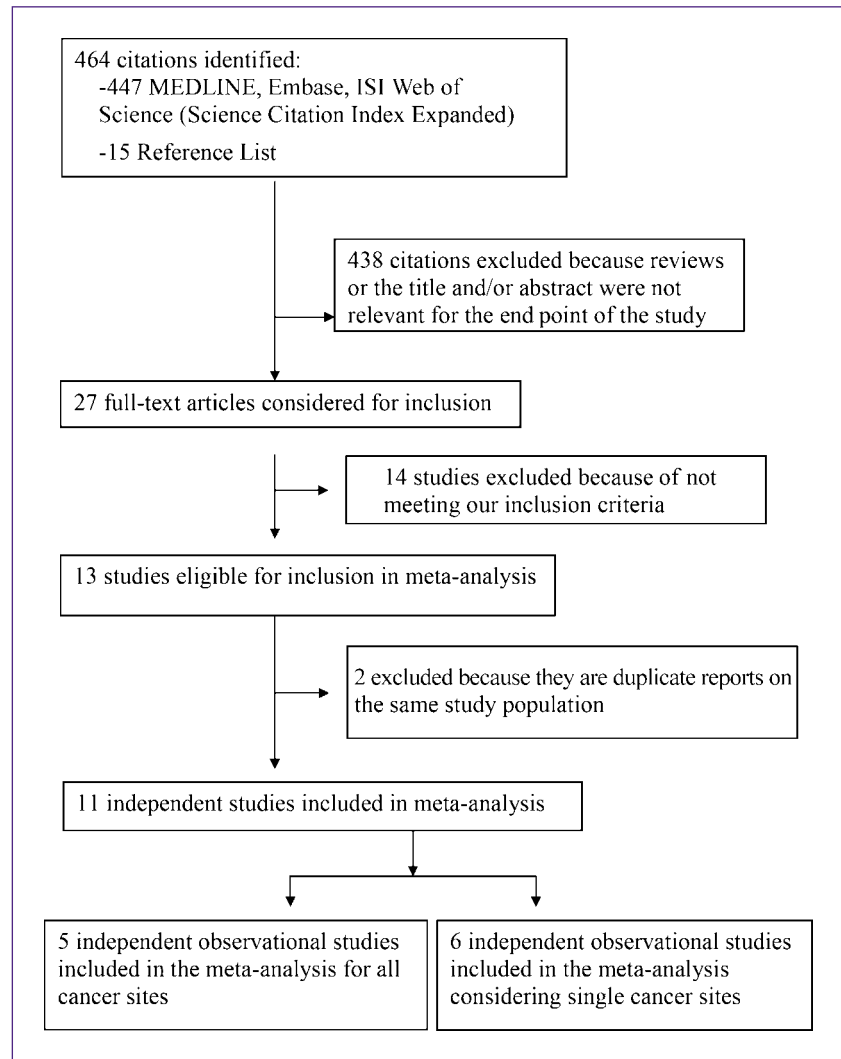 464 citations identified:
-447 MEDLINE, Embase, ISI Web of
Science (Science Citation Index Expanded)
-15 Reference List
438 citations excluded because reviews
or the title and/or abstract were not
relevant for the end point of the study
27 full-text articles considered for inclusion
14 studies excluded because of not
meeting our inclusion criteria
13 studies eligible for inclusion in meta-analysis
2 excluded because they are duplicate reports on
the same study population
11 independent studies included in meta-analysis
5 independent observational studies
included in the meta-analysis for all
cancer sites
6 independent observational studies
included in the meta-analysis
considering single cancer sites